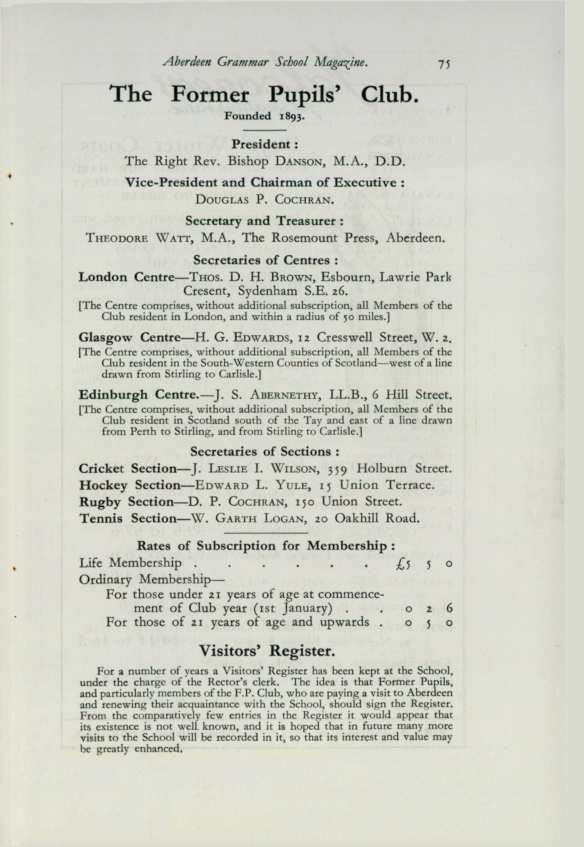 Aberdeen Grammar School Magazine. 75
The Former Pupils' Club.
Founded 1893.
President :
The Right Rev. Bishop DANSON, M.A., D.D.
Vice-President and Chairman of Executive :
DOUGLAS P. COCHRAN.
Secretary and Treasurer :
THEODORE WATT, M.A., The Rosemount Press, Aberdeen.
Secretaries of Centres :
London Centre—THOS. D. H. BROWN, Esbourn, Lawrie Park
Cresent, Sydenham S.E. 26.
[The Centre comprises, without additional subscription, all Members of the
Club resident in London, and within a radius of 50 miles.]
Glasgow Centre—H. G. EDWARDS, 12 Cresswell Street, W. 2.
[The Centre comprises, without additional subscription, all Members of the
Club resident in the South-Western Counties of Scotland—west of a line
drawn from Stirling to Carlisle.]
Edinburgh Centre.—J. S. ABERNETHY, LL.B., 6 Hill Street.
[The Centre comprises, without additional subscription, all Members of the
Club resident in Scotland south of the Tay and east of a line drawn
from Perth to Stirling, and from Stirling to Carlisle.]
Secretaries of Sections :
Cricket Section—J. LESLIE I. WILSON, 359 Holburn Street.
Hockey Section—EDWARD L. YULE, 15 Union Terrace.
Rugby Section—D. P. COCHRAN, 150 Union Street.
Tennis Section—W. GARTH LOGAN, 20 Oakhill Road.
Rates of Subscription for Membership :
Life Membership . . . . . . £5 5 0
Ordinary Membership—
For those under 21 years of age at commence-
ment of Club year (1st January) . . 0 2 6
For those of 21 years of age and upwards . 0 5 0
Visitors' Register.
For a number of years a Visitors' Register has been kept at the School,
under the charge of the Rector's clerk. The idea is that Former Pupils,
and particularly members of the F.P. Club, who are paying a visit to Aberdeen
and renewing their acquaintance with the School, should sign the Register.
From the comparatively few entries in the Register it would appear that
its existence is not well known, and it is hoped that in future many more
visits to the School will be recorded in it, so that its interest and value may
be greatly enhanced.